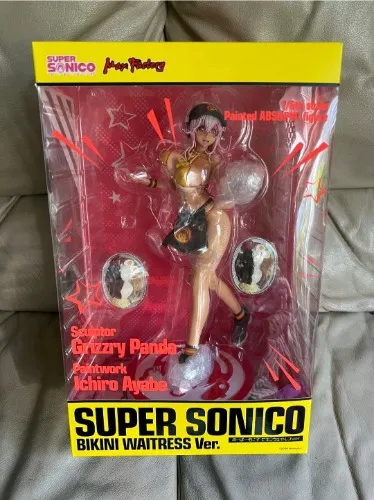 SUPER
SONICO
Max Factory
1/6th scale
Painted ABS&PVC figure
Sculptor
Grizzry Panda
Paintwork
Ichiro Ayabe
SUPER SONICO
BIKINI WAITRESS Ver.